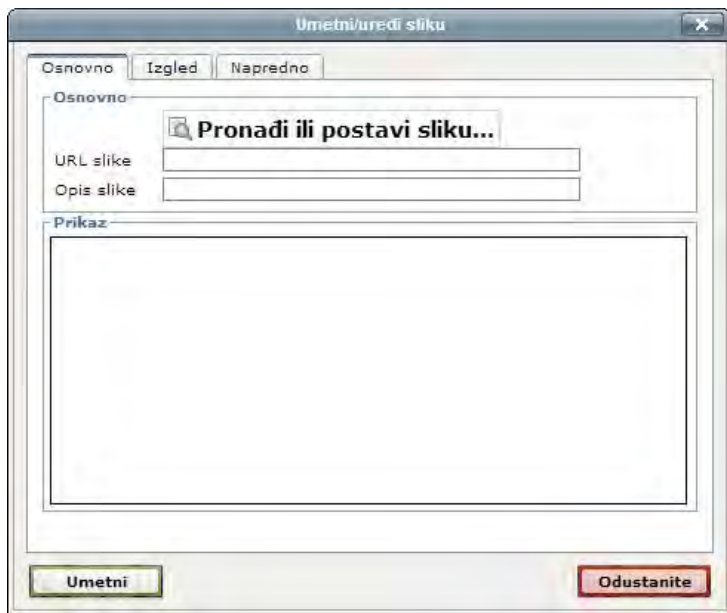 Umetni/uredi sliku
Osnovno Izgled Napredno
Osnovno
Pronađi ili postavi sliku...
URL slike
Opis slike
Prikaz
Umetni Odustanite